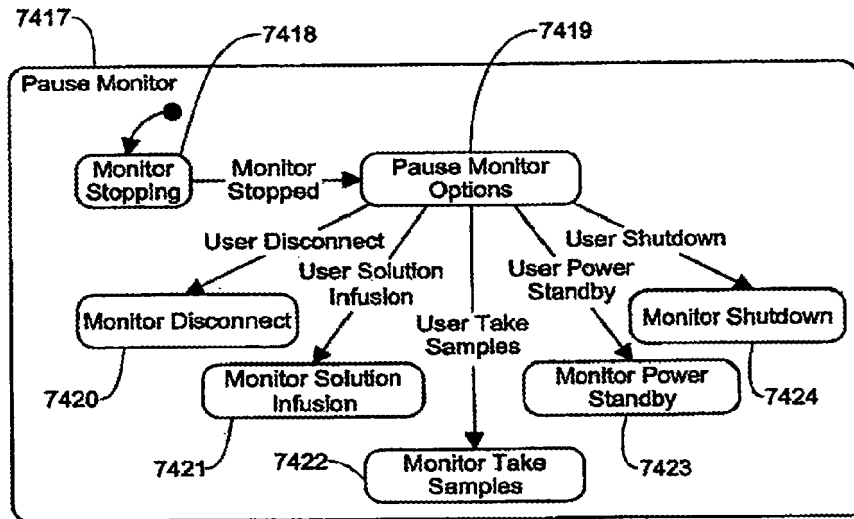 7417
7418
7419
Pause Monitor
Monitor
Stopping
Monitor
Stopped
Pause Monitor
Options
User Disconnect
User Solution
Infusion
User Take
Samples
User Power
Standby
User Shutdown
Monitor Disconnect
Monitor Solution
Infusion
Monitor Take
Samples
Monitor Power
Standby
Monitor Shutdown
7420
7421
7422
7423
7424